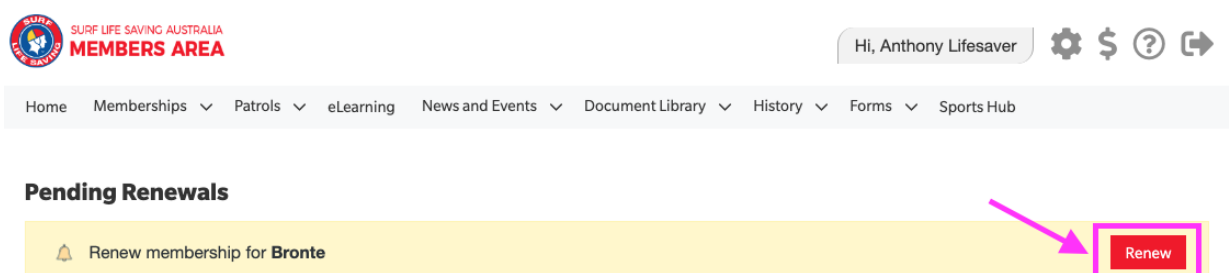 SURF LIFE SAVING
SURF LIFE SAVING AUSTRALIA
MEMBERS AREA
Hi, Anthony Lifesaver
Home Memberships Patrols eLearning News and Events Document Library History Forms Sports Hub
Pending Renewals
Renew membership for Bronte
Renew